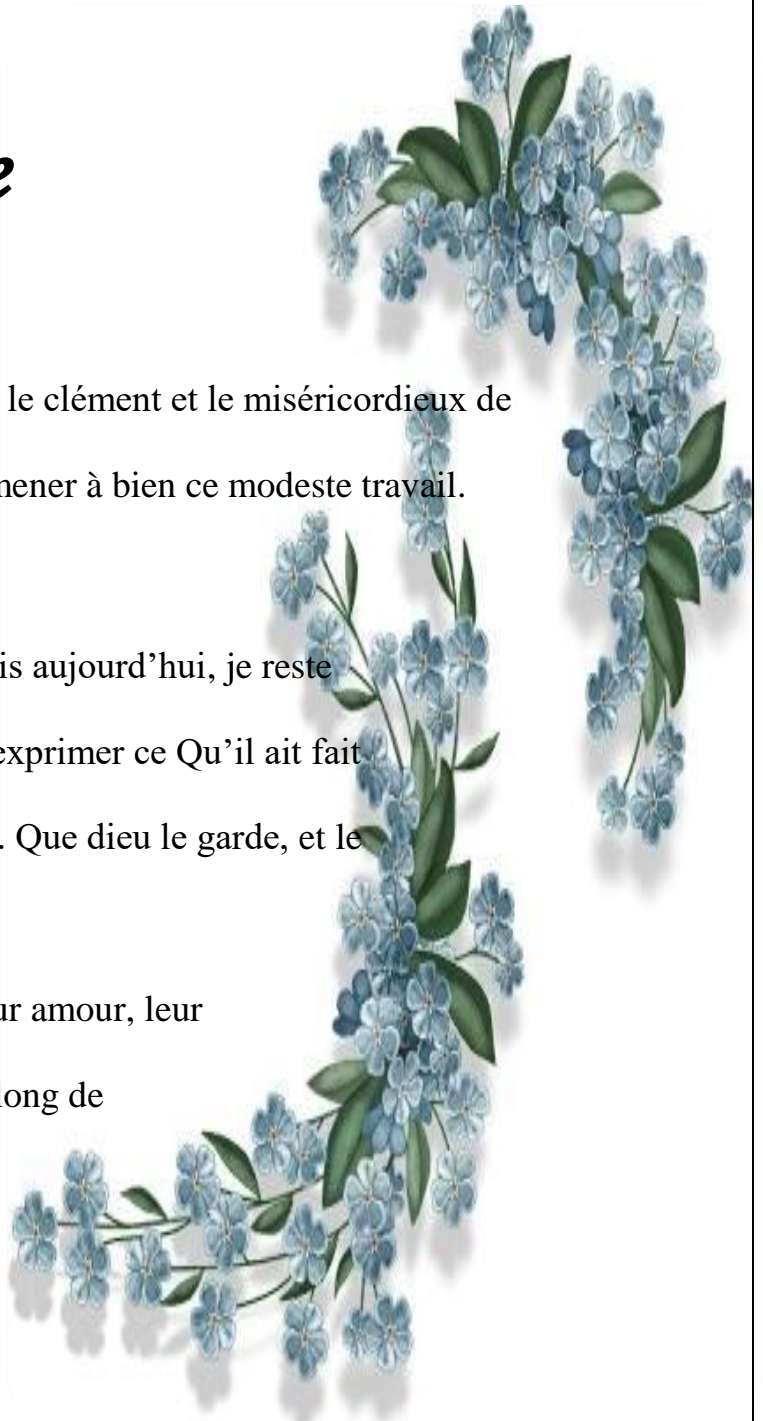 e
le clément et le miséricordieux de
mener à bien ce modeste travail.
is aujourd’hui, je reste
exprimer ce Qu’il ait fait
. Que dieu le garde, et le
ur amour, leur
long de